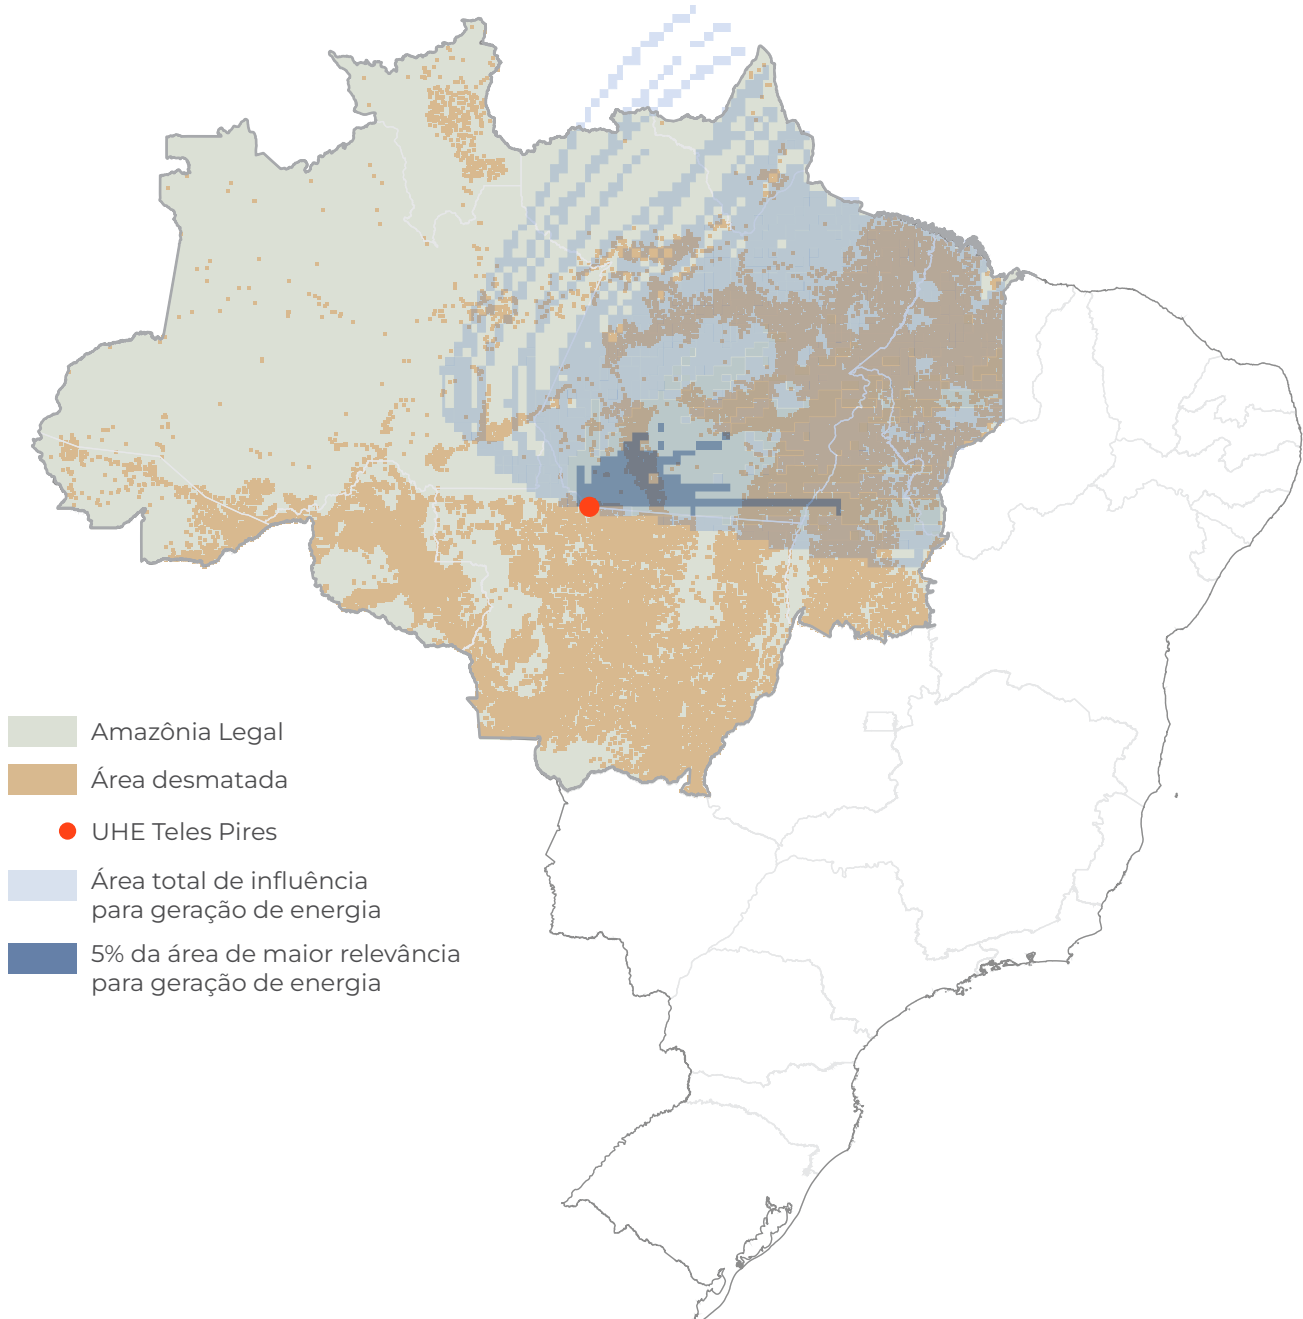 Amazônia Legal
Área desmatada
UHE Teles Pires
Área total de influência
para geração de energia
5% da área de maior relevância
para geração de energia